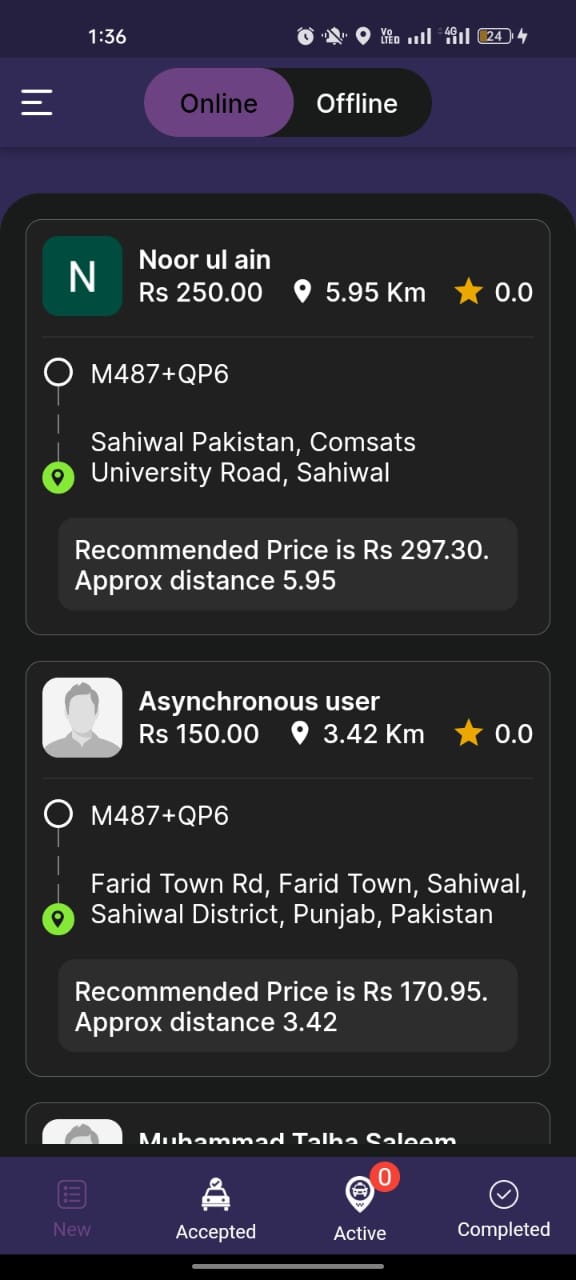 1:36
Vo
LTED
4G
24
Online
Offline
N
Noor ul ain
Rs 250.00 5.95 Km 0.0
M487+QP6
Sahiwal Pakistan, Comsats
University Road, Sahiwal
Recommended Price is Rs 297.30.
Approx distance 5.95
Asynchronous user
Rs 150.00 3.42 Km 0.0
M487+QP6
Farid Town Rd, Farid Town, Sahiwal,
Sahiwal District, Punjab, Pakistan
Recommended Price is Rs 170.95.
Approx distance 3.42
Muhammad Talha Saleem
0
New Accepted Active Completed